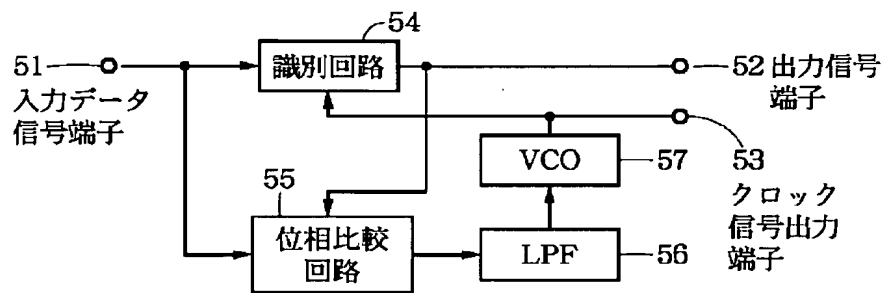 54
51
識別回路
52 出力信号
端子
入力データ
信号端子
VCO
57
53
クロック
信号出力
端子
55
位相比較
回路
LPF
56